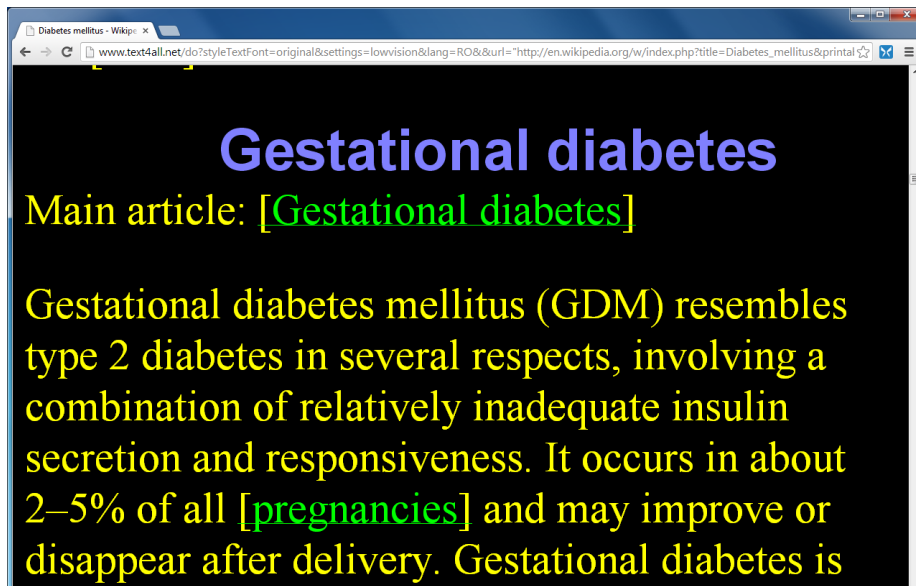 Diabetes mellitus - Wikipe
www.text4all.net/do?styleTextFont=original&settings=lowvision&lang=RO&&url="http://en.wikipedia.org/w/index.php?title=Diabetes_mellitus&printal
Gestational diabetes
Main article: [Gestational diabetes]
Gestational diabetes mellitus (GDM) resembles
type 2 diabetes in several respects, involving a
combination of relatively inadequate insulin
secretion and responsiveness. It occurs in about
2–5% of all [pregnancies] and may improve or
disappear after delivery. Gestational diabetes is